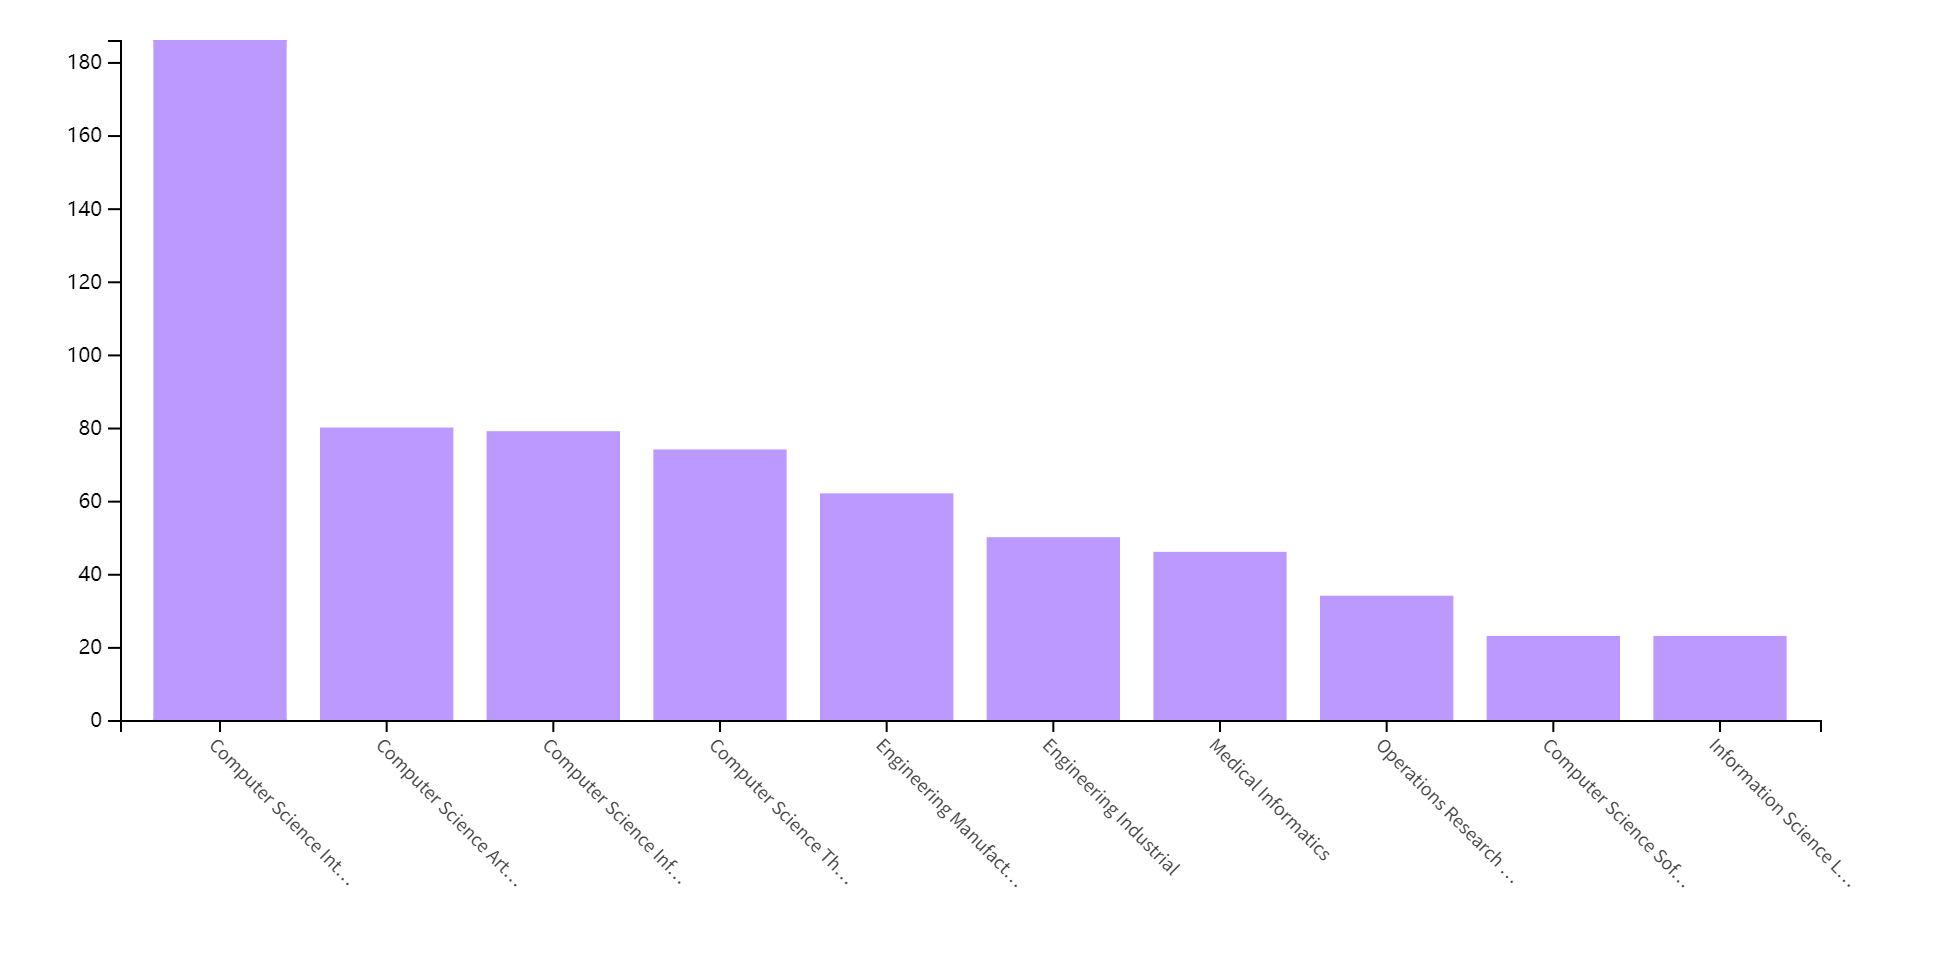 180
160
140
120
100
80
60
40
20
0
Computer Science Int...
Computer Science Art...
Computer Science Inf...
Computer Science Th...
Engineering Manufact...
Engineering Industrial
Medical Informatics
Operations Research ...
Computer Science Sof...
Information Science L...